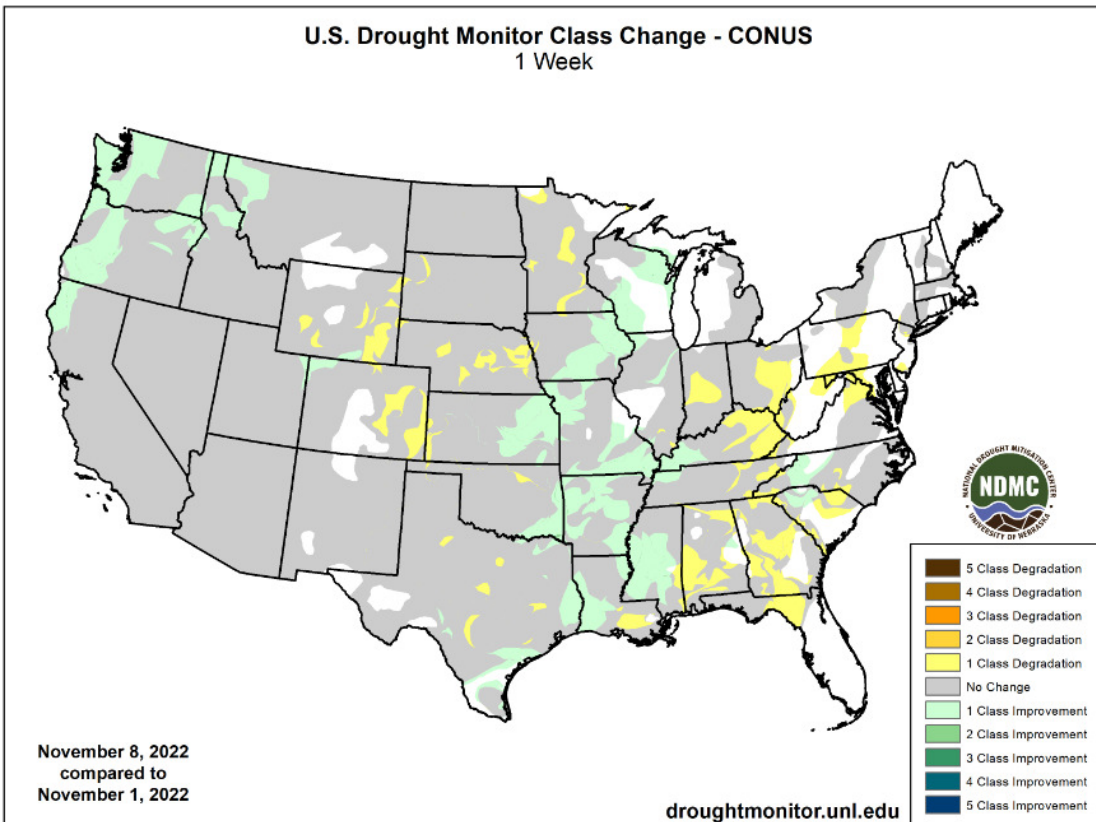 U.S. Drought Monitor Class Change - CONUS
1 Week
NATIONAL DROUGHT MITIGATION CENTER
NDMC
UNIVERSITY OF NEBRASKA
5 Class Degradation
4 Class Degradation
3 Class Degradation
2 Class Degradation
1 Class Degradation
No Change
1 Class Improvement
2 Class Improvement
3 Class Improvement
4 Class Improvement
5 Class Improvement
November 8, 2022
compared to
November 1, 2022
droughtmonitor.unl.edu